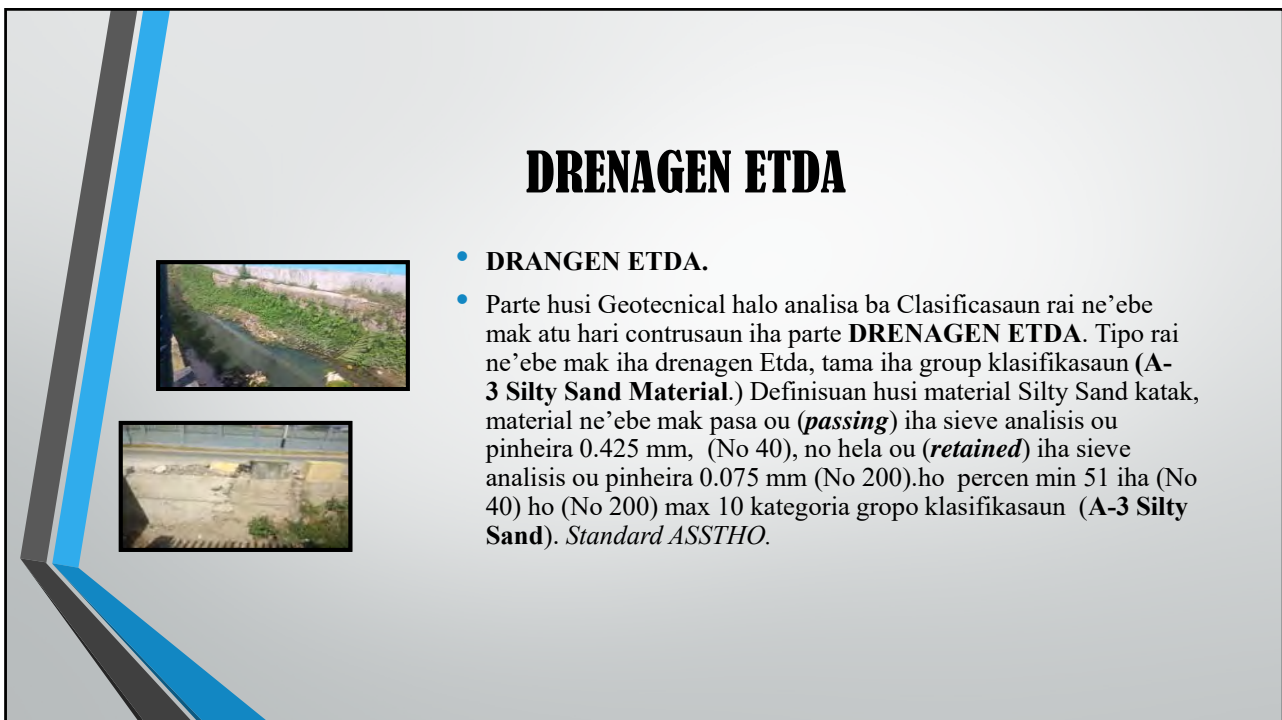 DRENAGEN ETDA
• DRANGEN ETDA.
• Parte husi Geotecnical halo analisa ba Clasificasaun rai ne’ebe
mak atu hari contrusaun iha parte DRENAGEN ETDA. Tipo rai
ne’ebe mak iha drenagen Etda, tama iha group klasifikasaun (A-
3 Silty Sand Material.) Definisuan husi material Silty Sand katak,
material ne’ebe mak pasa ou (passing) iha sieve analisis ou
pinheira 0.425 mm,  (No 40), no hela ou (retained) iha sieve
analisis ou pinheira 0.075 mm (No 200).ho  percen min 51 iha (No
40) ho (No 200) max 10 kategoria gropo klasifikasaun  (A-3 Silty
Sand). Standard ASSTHO.